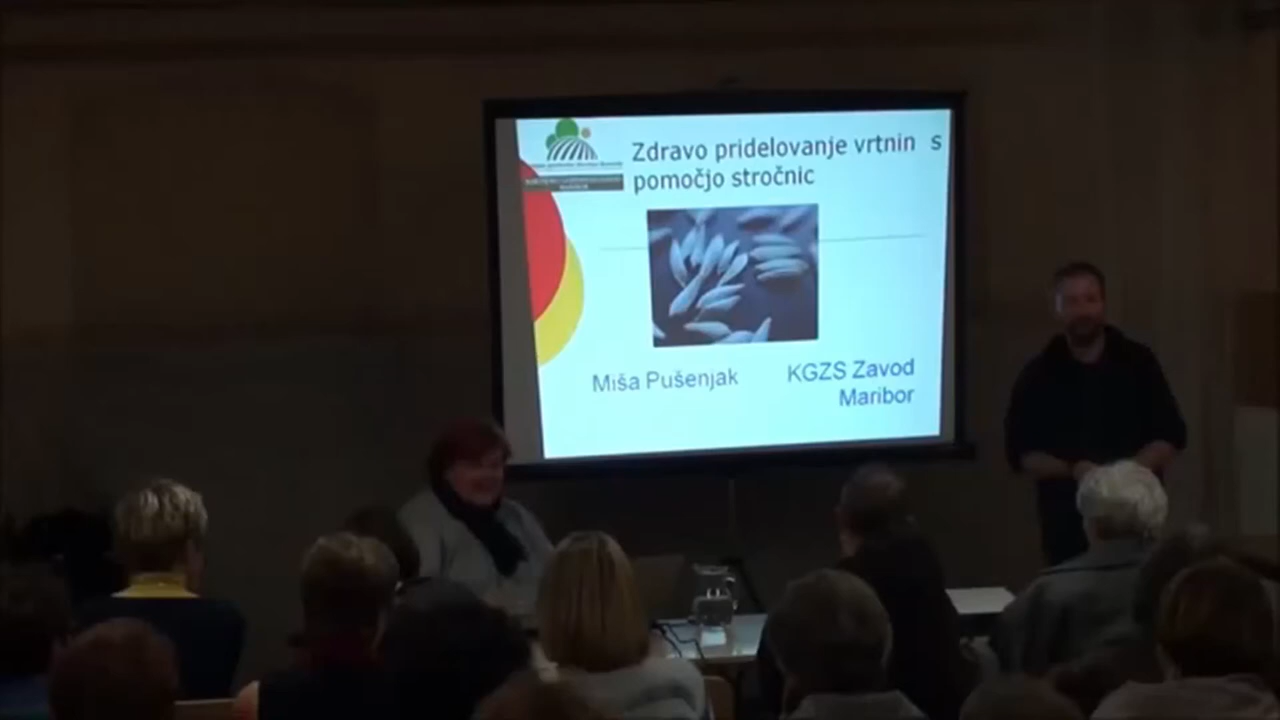 Zdravo pridelovanje vrtnin s
pomočjo stročnic
Miša Pušenjak
KGZS Zavod
Maribor